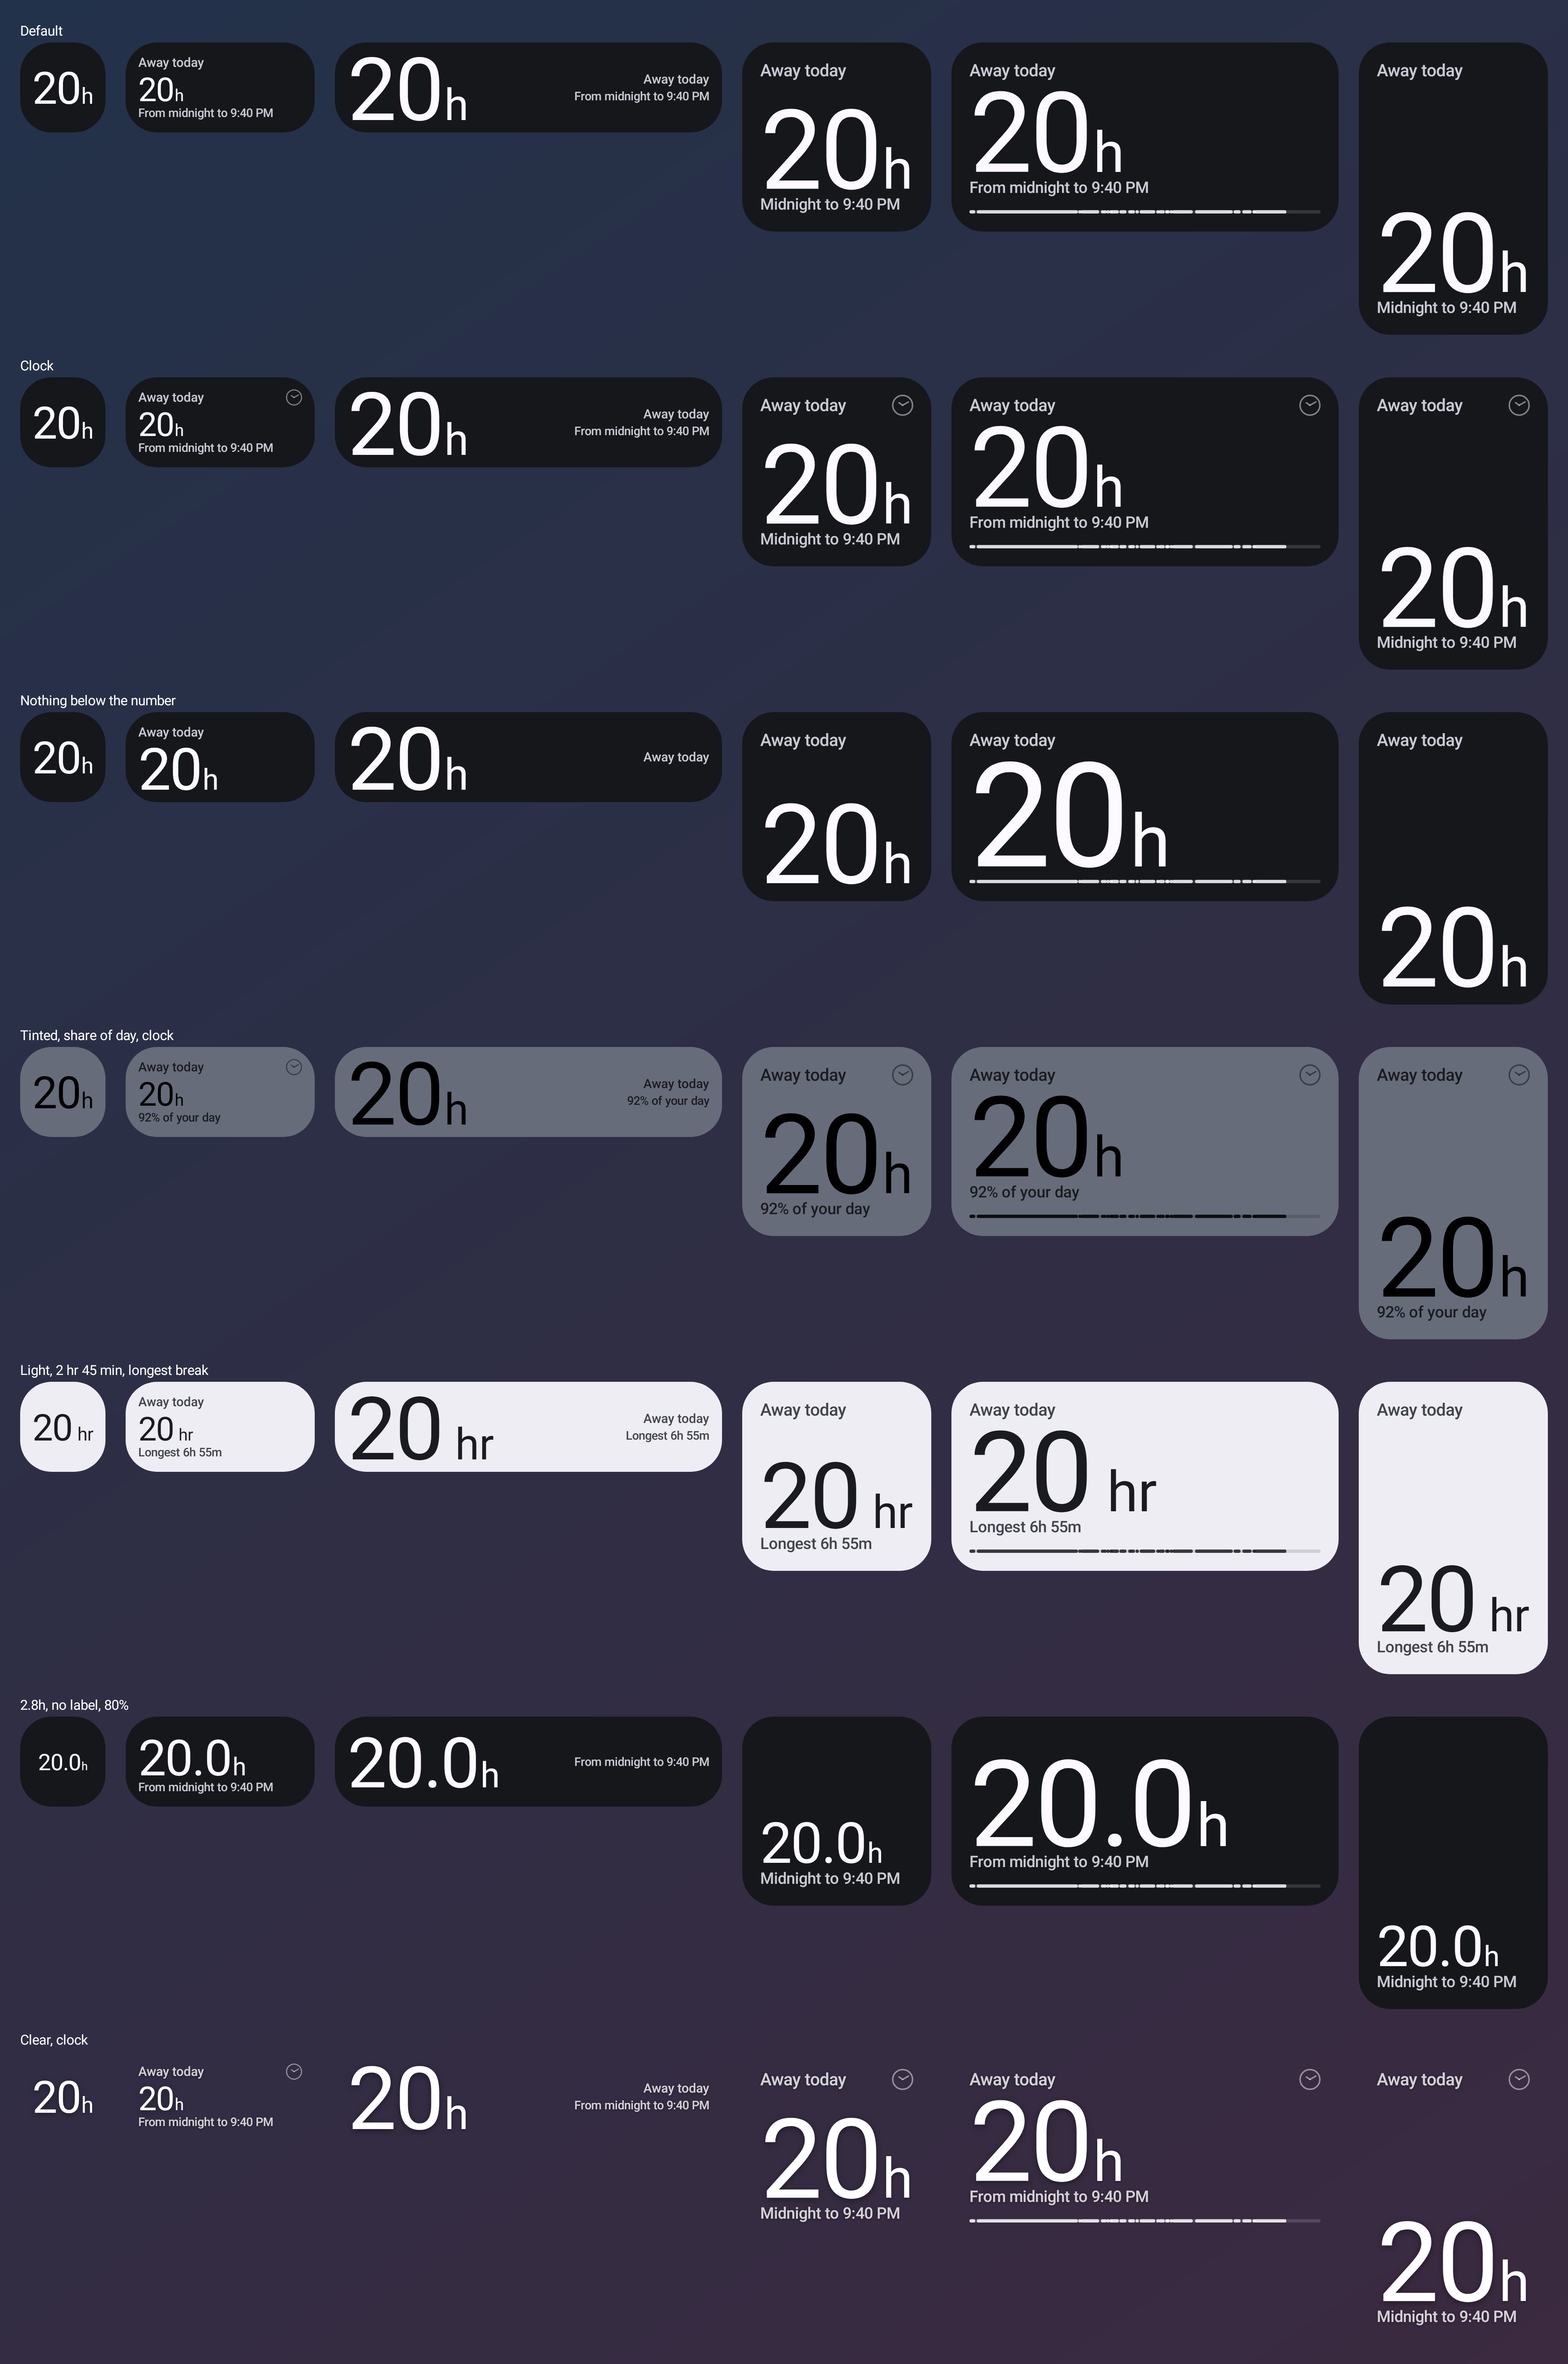 Default
20h
Away today
20h
From midnight to 9:40 PM
20h
Away today
From midnight to 9:40 PM
Away today
20h
Midnight to 9:40 PM
Away today
20h
From midnight to 9:40 PM
Away today
20h
Midnight to 9:40 PM
Clock
20h
Away today
20h
From midnight to 9:40 PM
20h
Away today
From midnight to 9:40 PM
Away today
20h
Midnight to 9:40 PM
Away today
20h
From midnight to 9:40 PM
Away today
20h
Midnight to 9:40 PM
Nothing below the number
20h
Away today
20h
20h
Away today
Away today
20h
Away today
20h
Away today
20h
Tinted, share of day, clock
20h
Away today
20h
92% of your day
20h
Away today
92% of your day
Away today
20h
92% of your day
Away today
20h
92% of your day
Away today
20h
92% of your day
Light, 2 hr 45 min, longest break
20 hr
Away today
20 hr
Longest 6h 55m
20 hr
Away today
Longest 6h 55m
Away today
20 hr
Longest 6h 55m
Away today
20 hr
Longest 6h 55m
Away today
20 hr
Longest 6h 55m
2.8h, no label, 80%
20.0h
20.0h
From midnight to 9:40 PM
20.0h
From midnight to 9:40 PM
20.0h
Midnight to 9:40 PM
20.0h
From midnight to 9:40 PM
20.0h
Midnight to 9:40 PM
Clear, clock
20h
Away today
20h
From midnight to 9:40 PM
20h
Away today
From midnight to 9:40 PM
Away today
20h
Midnight to 9:40 PM
Away today
20h
From midnight to 9:40 PM
Away today
20h
Midnight to 9:40 PM